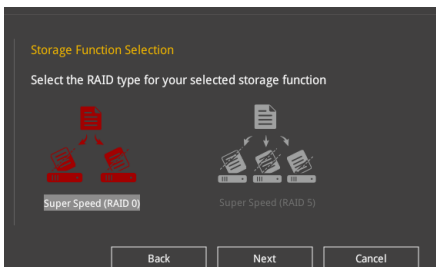 Storage Function Selection
Select the RAID type for your selected storage function
Super Speed (RAID 0)
Super Speed (RAID 5)
Back
Next
Cancel